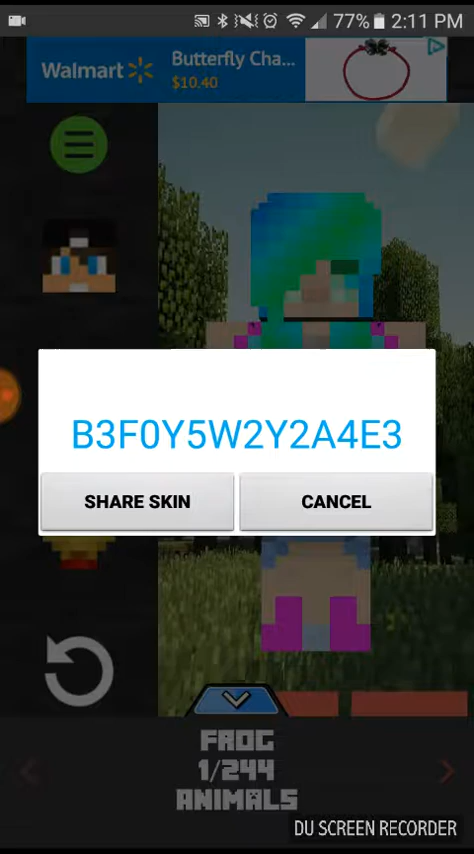 77% 2:11 PM
Walmart
Butterfly Cha...
$10.40
B3F0Y5W2Y2A4E3
SHARE SKIN
CANCEL
FROG
1/244
ANIMALS
DU SCREEN RECORDER